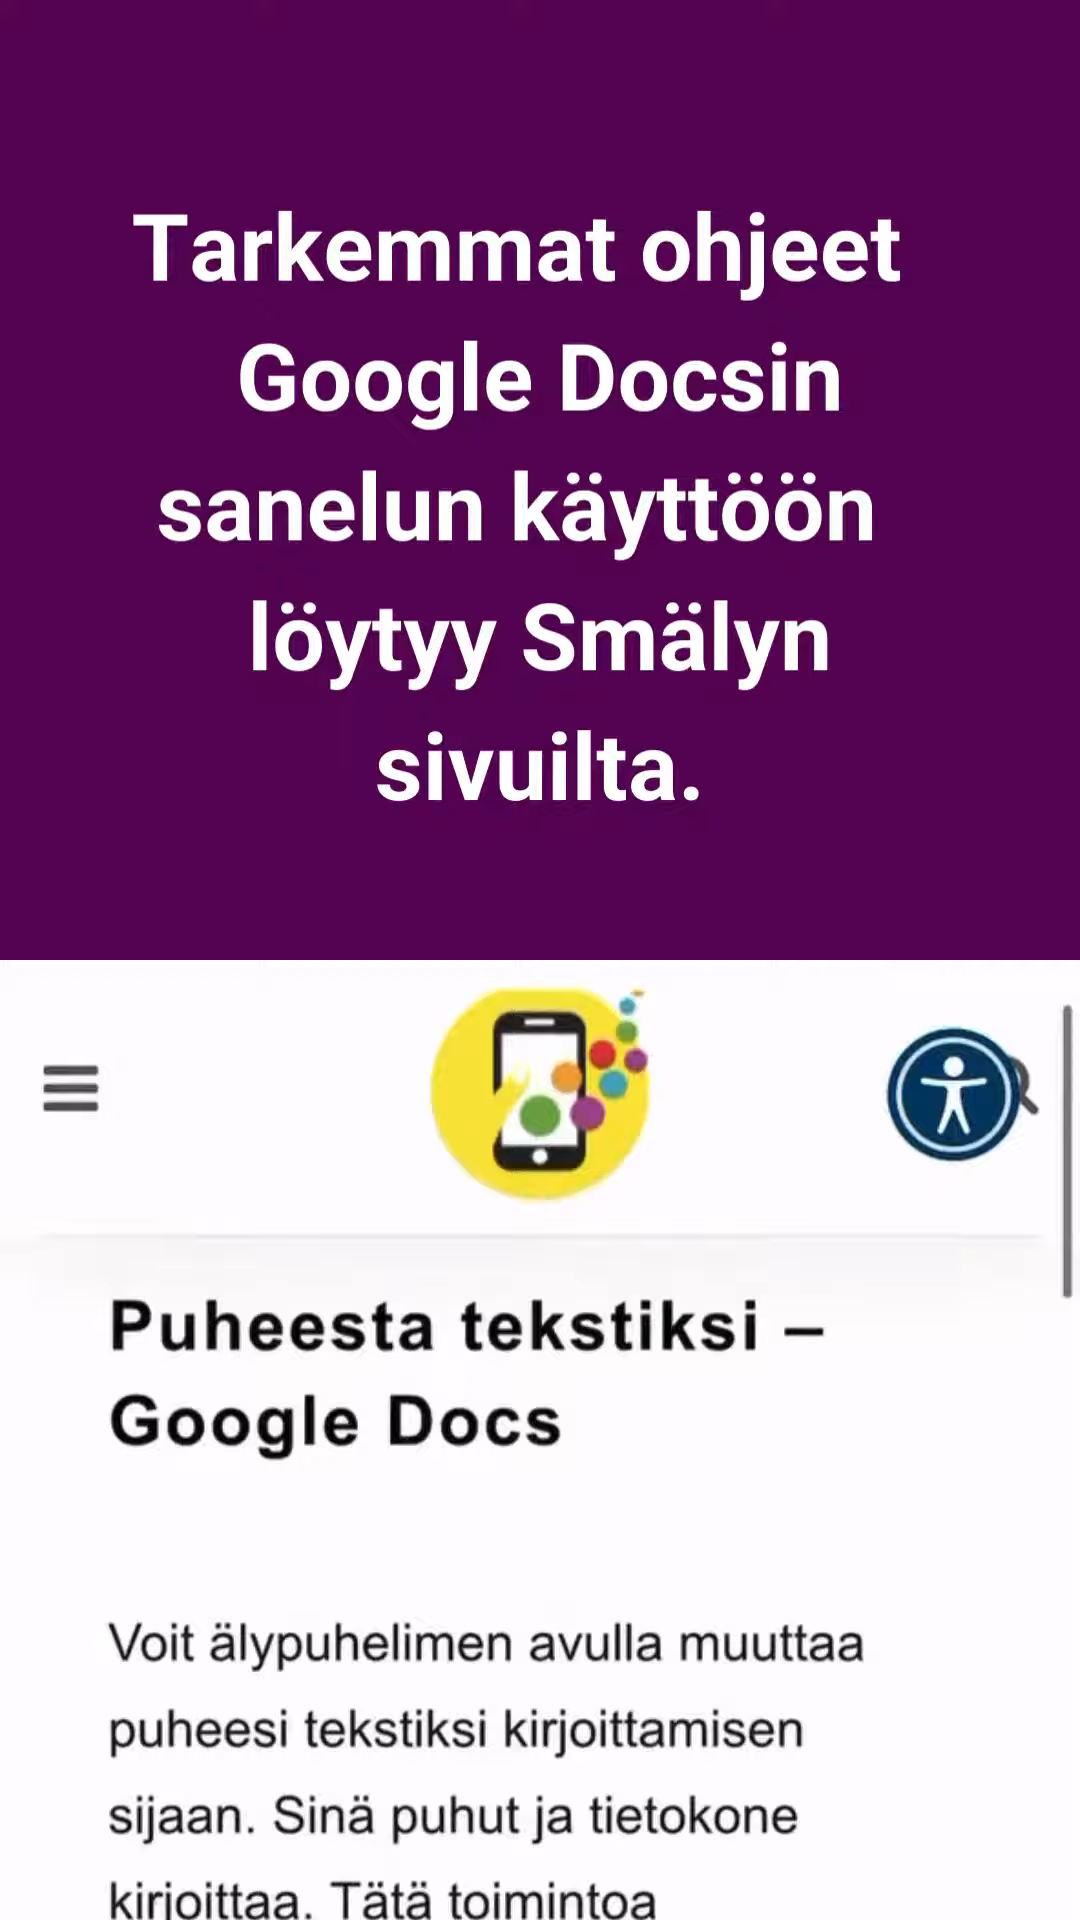 Tarkemmat ohjeet
Google Docsin
sanelun käyttöön
löytyy Smälyn
sivuilta.
Puheesta tekstiksi –
Google Docs
Voit älypuhelimen avulla muuttaa
puheesi tekstiksi kirjoittamisen
sijaan. Sinä puhut ja tietokone
kirjoittaa. Tätä toimintoa